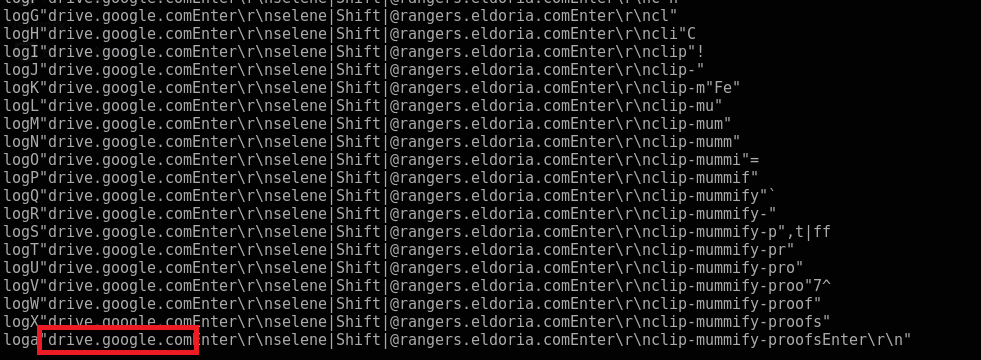 logG"drive.google.comEnter\r\nselene|Shift|@rangers.eldoria.comEnter\r\ncl"
logH"drive.google.comEnter\r\nselene|Shift|@rangers.eldoria.comEnter\r\ncli"C
logI"drive.google.comEnter\r\nselene|Shift|@rangers.eldoria.comEnter\r\nclip"!
logJ"drive.google.comEnter\r\nselene|Shift|@rangers.eldoria.comEnter\r\nclip-"
logK"drive.google.comEnter\r\nselene|Shift|@rangers.eldoria.comEnter\r\nclip-m"Fe"
logL"drive.google.comEnter\r\nselene|Shift|@rangers.eldoria.comEnter\r\nclip-mu"
logM"drive.google.comEnter\r\nselene|Shift|@rangers.eldoria.comEnter\r\nclip-mum"
logN"drive.google.comEnter\r\nselene|Shift|@rangers.eldoria.comEnter\r\nclip-mumm"
logO"drive.google.comEnter\r\nselene|Shift|@rangers.eldoria.comEnter\r\nclip-mummi"=
logP"drive.google.comEnter\r\nselene|Shift|@rangers.eldoria.comEnter\r\nclip-mummif"
logQ"drive.google.comEnter\r\nselene|Shift|@rangers.eldoria.comEnter\r\nclip-mummify"`
logR"drive.google.comEnter\r\nselene|Shift|@rangers.eldoria.comEnter\r\nclip-mummify-"
logS"drive.google.comEnter\r\nselene|Shift|@rangers.eldoria.comEnter\r\nclip-mummify-p",t|ff
logT"drive.google.comEnter\r\nselene|Shift|@rangers.eldoria.comEnter\r\nclip-mummify-pr"
logU"drive.google.comEnter\r\nselene|Shift|@rangers.eldoria.comEnter\r\nclip-mummify-pro"
logV"drive.google.comEnter\r\nselene|Shift|@rangers.eldoria.comEnter\r\nclip-mummify-proo"7^
logW"drive.google.comEnter\r\nselene|Shift|@rangers.eldoria.comEnter\r\nclip-mummify-proof"
logX"drive.google.comEnter\r\nselene|Shift|@rangers.eldoria.comEnter\r\nclip-mummify-proofs"
loga"drive.google.comEnter\r\nselene|Shift|@rangers.eldoria.comEnter\r\nclip-mummify-proofsEnter\r\n"